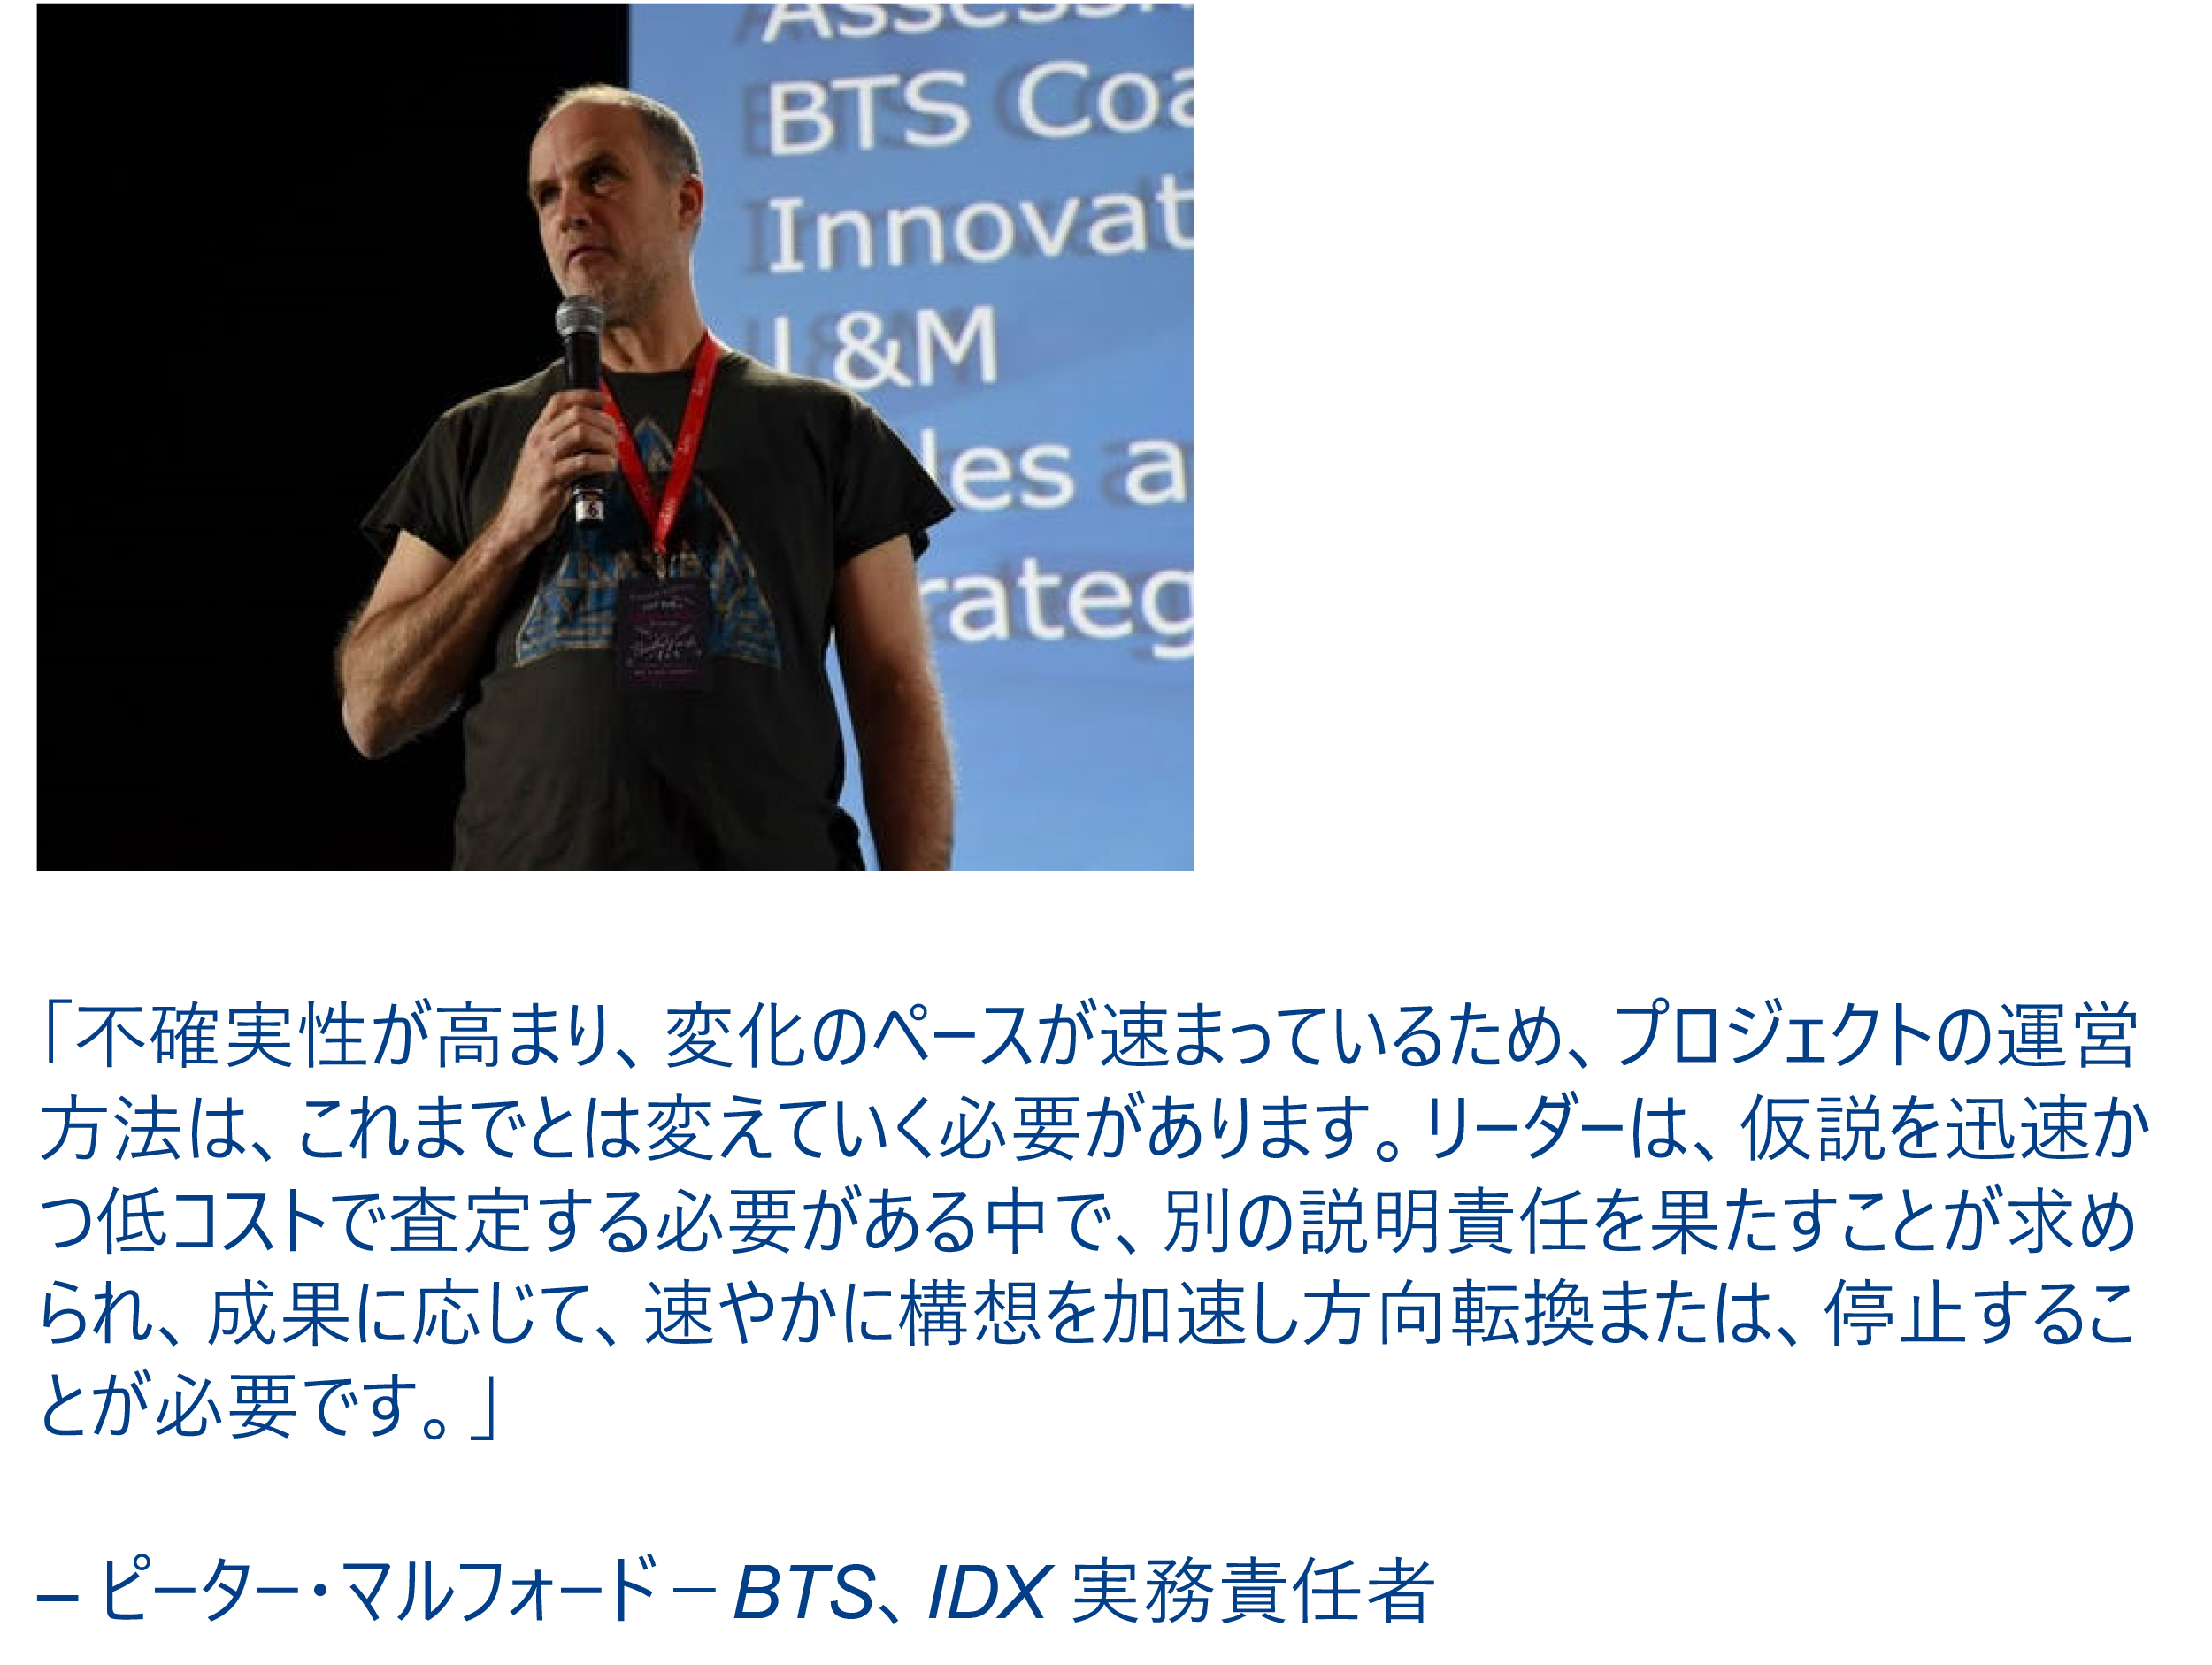 BTS
Innovat
L&M
「不確実性が高まり、変化のペースが速まっているため、プロジェクトの運営
方法は、これまでとは変えていく必要があります。リーダーは、仮説を迅速か
つ低コストで査定する必要がある中で、別の説明責任を果たすことが求め
られ、成果に応じて、速やかに構想を加速し方向転換または、停止するこ
とが必要です。」
– ピーター・マルフォード – BTS、IDX 実務責任者